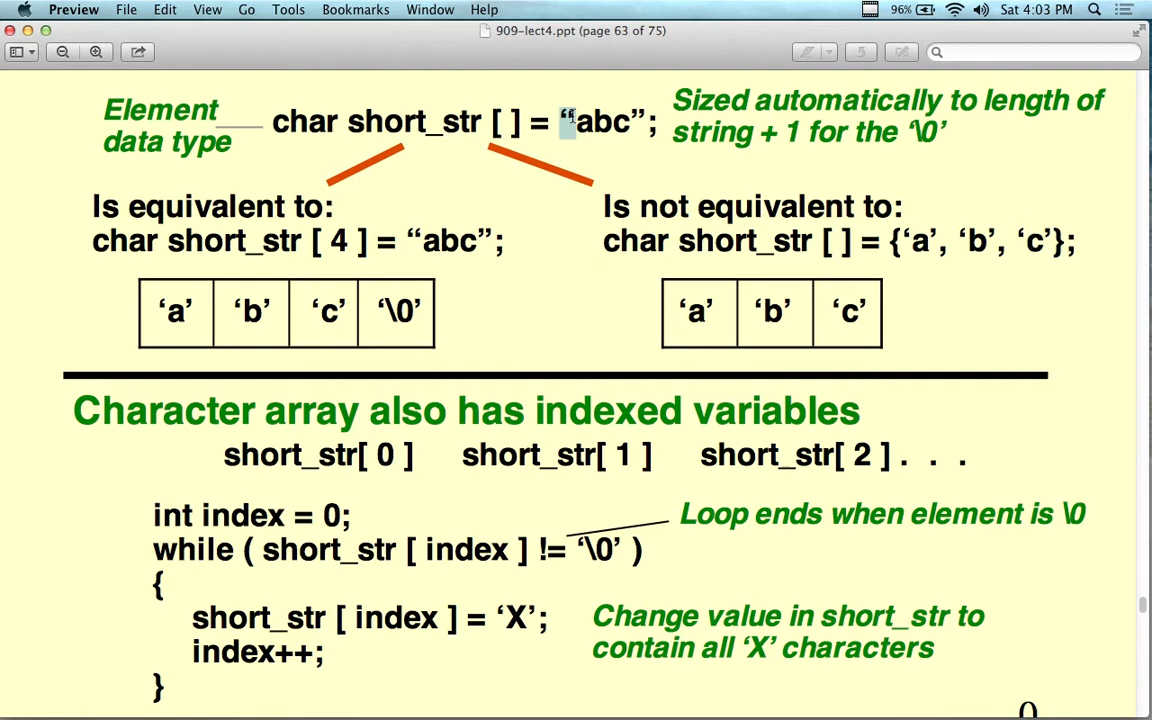 Preview File Edit View Go Tools Bookmarks Window Help 96% Sat 4:03 PM
909-lect4.ppt (page 63 of 75)
Element
data type
char short_str [ ] = “abc”;
Sized automatically to length of
string + 1 for the ‘\0’
Is equivalent to:
char short_str [ 4 ] = “abc”;
Is not equivalent to:
char short_str [ ] = {‘a’, ‘b’, ‘c’};
‘a’ ‘b’ ‘c’ ‘\0’
‘a’ ‘b’ ‘c’
Character array also has indexed variables
short_str[ 0 ] short_str[ 1 ] short_str[ 2 ] . . .
int index = 0;
while ( short_str [ index ] != ‘\0’ )
Loop ends when element is \0
{
short_str [ index ] = ‘X’;
index++;
Change value in short_str to
contain all ‘X’ characters
}